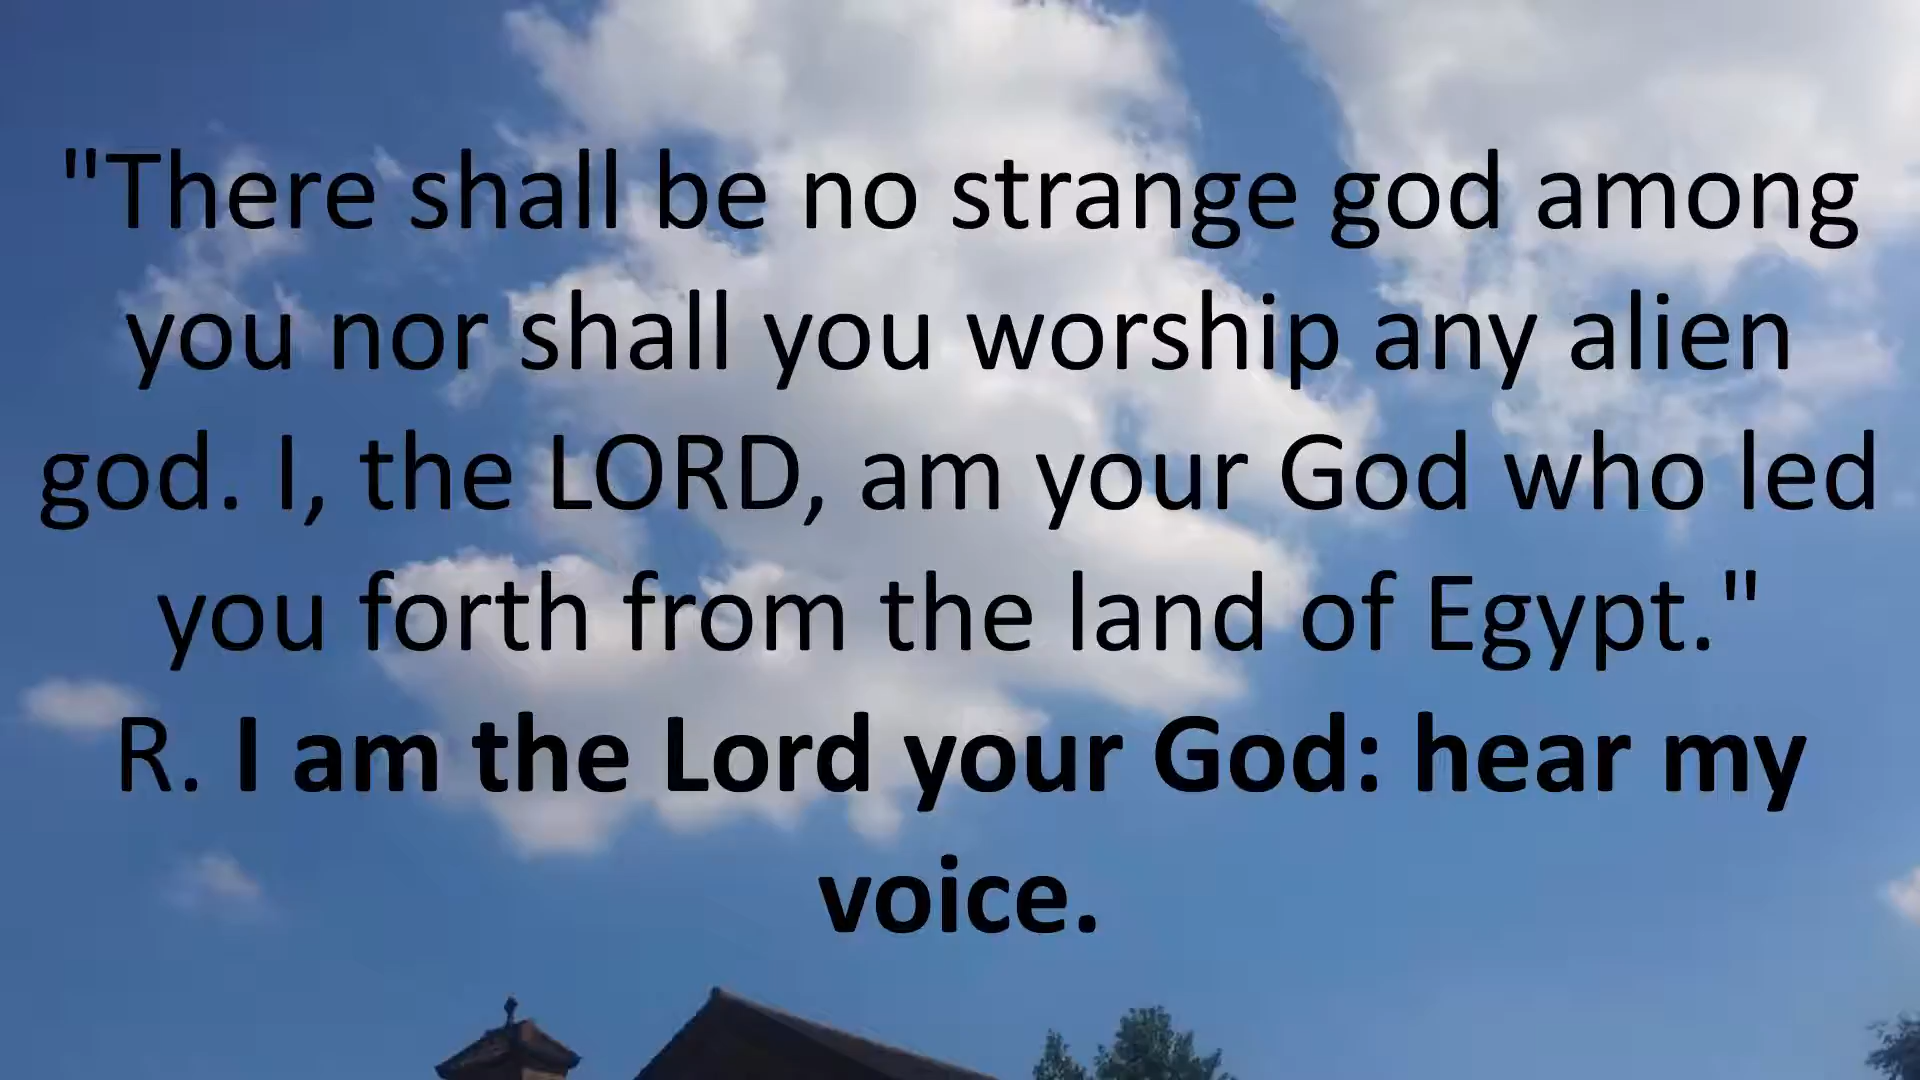 "There shall be no strange god among
you nor shall you worship any alien
god. I, the LORD, am your God who led
you forth from the land of Egypt."
R. I am the Lord your God: hear my
voice.